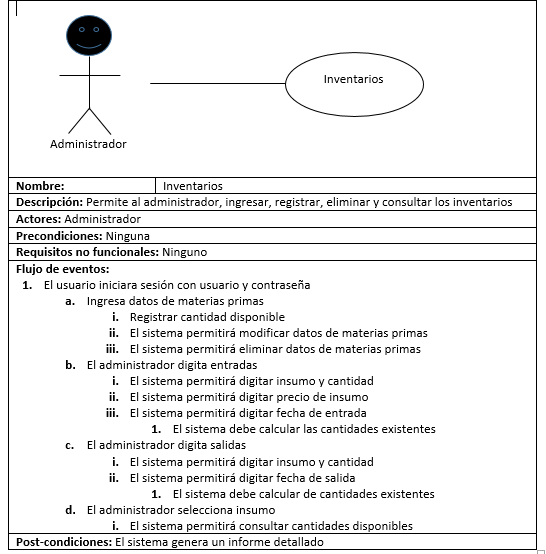 Inventarios
Administrador
Nombre: Inventarios
Descripción: Permite al administrador, ingresar, registrar, eliminar y consultar los inventarios
Actores: Administrador
Precondiciones: Ninguna
Requisitos no funcionales: Ninguno
Flujo de eventos:
1. El usuario iniciara sesión con usuario y contraseña
a. Ingresa datos de materias primas
i. Registrar cantidad disponible
ii. El sistema permitirá modificar datos de materias primas
iii. El sistema permitirá eliminar datos de materias primas
b. El administrador digita entradas
i. El sistema permitirá digitar insumo y cantidad
ii. El sistema permitirá digitar precio de insumo
iii. El sistema permitirá digitar fecha de entrada
1. El sistema debe calcular las cantidades existentes
c. El administrador digita salidas
i. El sistema permitirá digitar insumo y cantidad
ii. El sistema permitirá digitar fecha de salida
1. El sistema debe calcular de cantidades existentes
d. El administrador selecciona insumo
i. El sistema permitirá consultar cantidades disponibles
Post-condiciones: El sistema genera un informe detallado